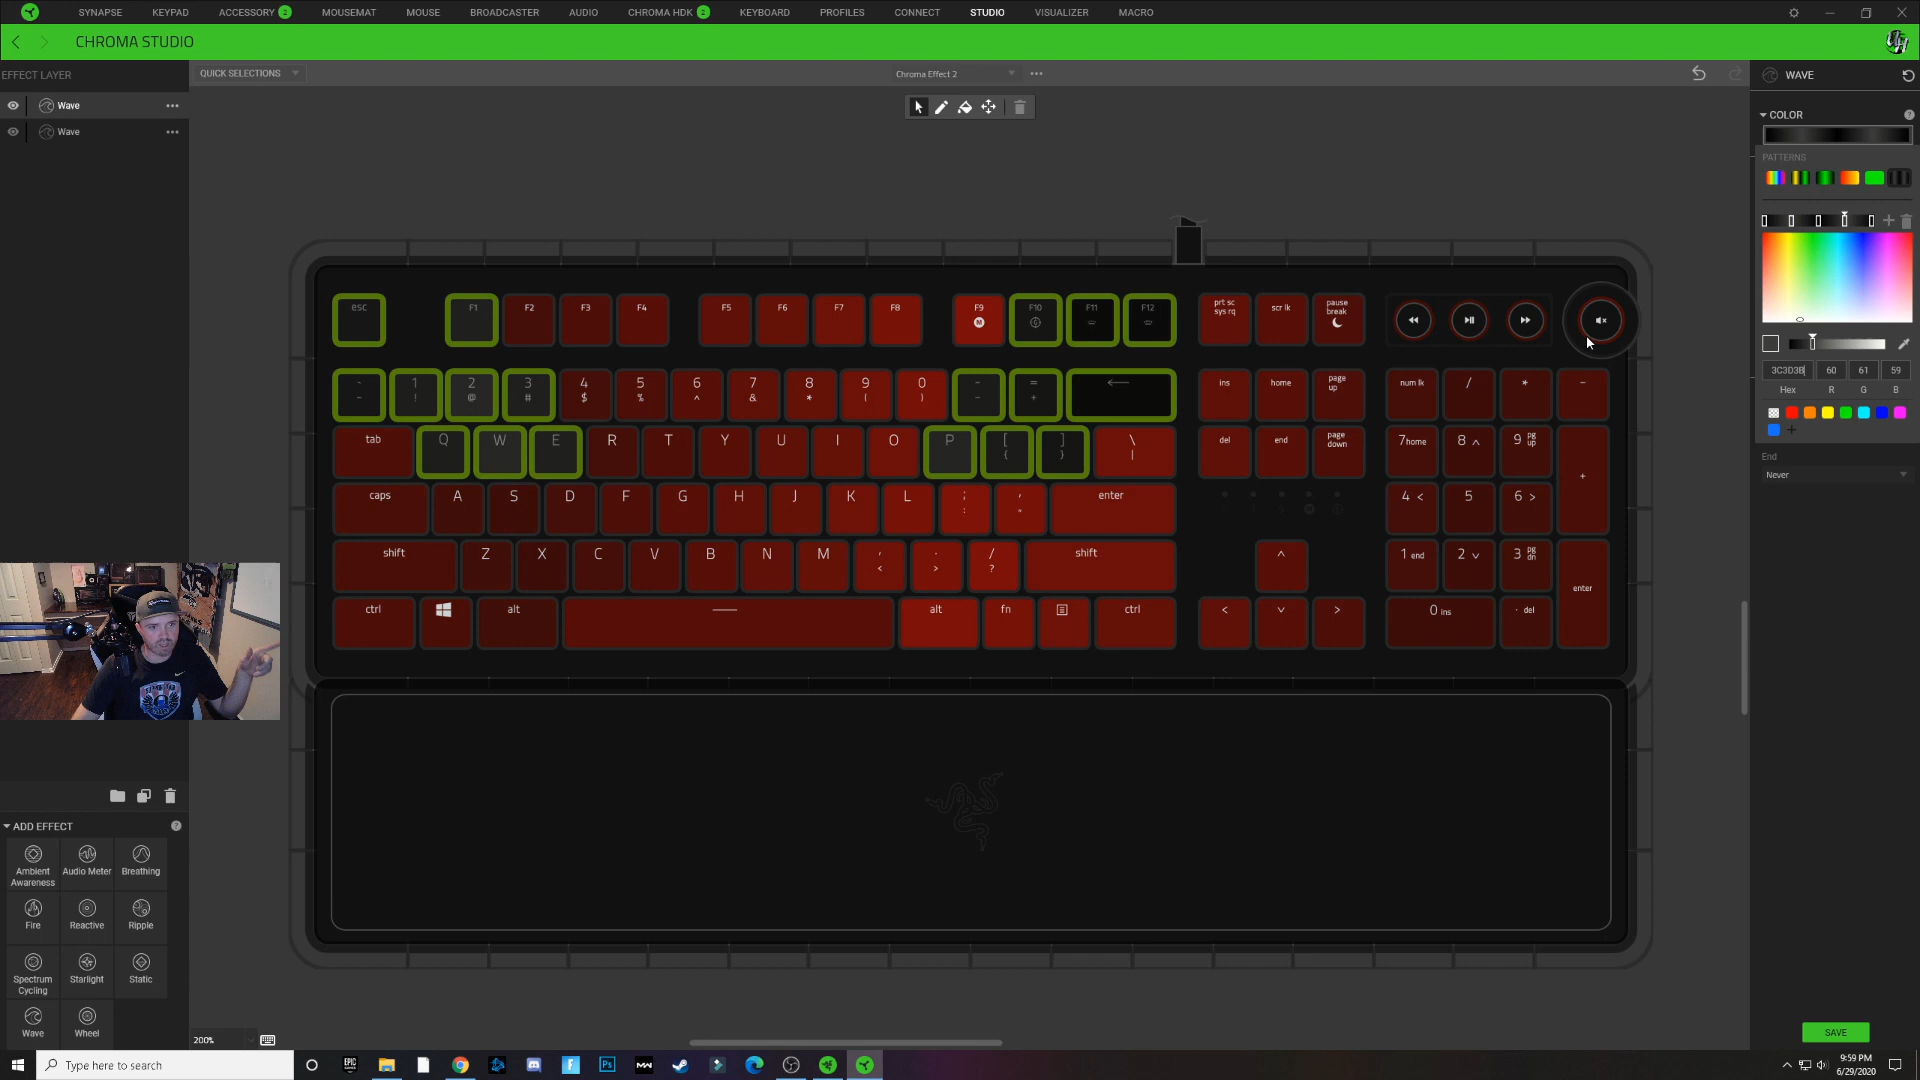 SYNAPSE KEYPAD ACCESSORY 2 MOUSEMAT MOUSE BROADCASTER AUDIO CHROMA HDK 2 KEYBOARD PROFILES CONNECT STUDIO VISUALIZER MACRO
CHROMA STUDIO
EFFECT LAYER
QUICK SELECTIONS
Chroma Effect 2
WAVE
Wave
Wave
COLOR
PATTERNS
3C3D3B 60 61 59
Hex R G B
End
Never
esc F1 F2 F3 F4 F5 F6 F7 F8 F9 F10 F11 F12 prt sc scr lk pause
sys rq break
M
~ 1 2 3 4 5 6 7 8 9 0 - = ins home page num lk / * -
- ! @ # $ % ^ & * ( ) - + up
tab Q W E R T Y U I O P [ ] \ del end page 7 home 8 ^ 9 pg
{ } | down up
+
caps A S D F G H J K L ; ' enter 4 < 5 6 >
: "
shift Z X C V B N M , . / shift ^ 1 end 2 v 3 pg
< > ? dn
enter
ctrl alt alt fn ctrl < v > 0 ins . del
ADD EFFECT
Ambient Audio Meter Breathing
Awareness
Fire Reactive Ripple
Spectrum Starlight Static
Cycling
Wave Wheel
200%
SAVE
Type here to search
Ps
9:59 PM
6/29/2020